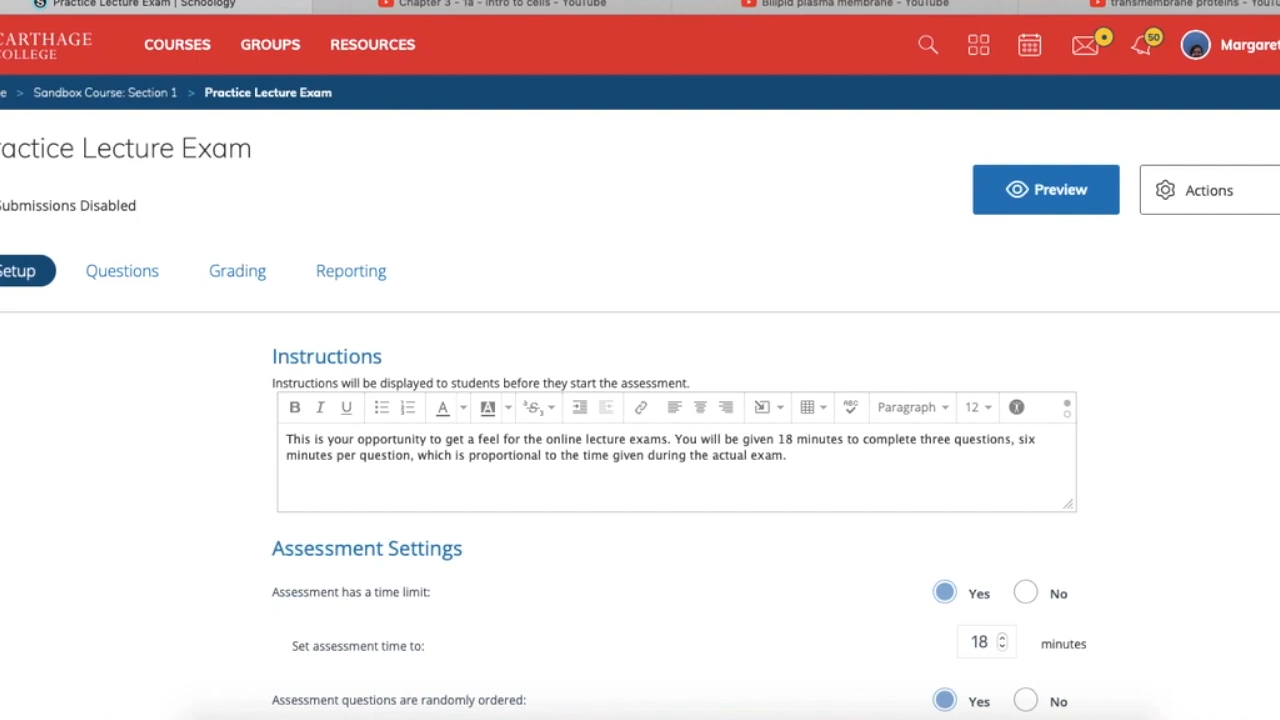 Practice Lecture Exam | Schoology
Chapter 3 - 1a - Intro to cells - YouTube
Bilipid plasma membrane - YouTube
transmembrane proteins - YouTu
CARTHAGE
COLLEGE
COURSES GROUPS RESOURCES
50
Margaret
e > Sandbox Course: Section 1 > Practice Lecture Exam
ractice Lecture Exam
Preview
Actions
Submissions Disabled
Setup Questions Grading Reporting
Instructions
Instructions will be displayed to students before they start the assessment.
B I U A A S Paragraph 12
ABC
This is your opportunity to get a feel for the online lecture exams. You will be given 18 minutes to complete three questions, six
minutes per question, which is proportional to the time given during the actual exam.
Assessment Settings
Assessment has a time limit: Yes No
Set assessment time to: 18 minutes
Assessment questions are randomly ordered: Yes No